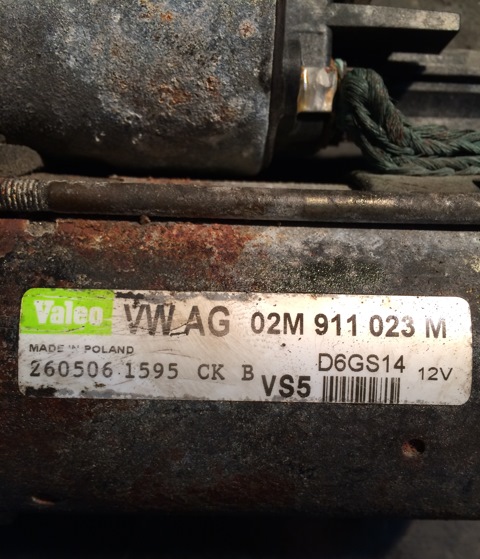 Valeo VW AG 02M 911 023 M
MADE IN POLAND
260506 1595 CK B VS5 D6GS14 12V